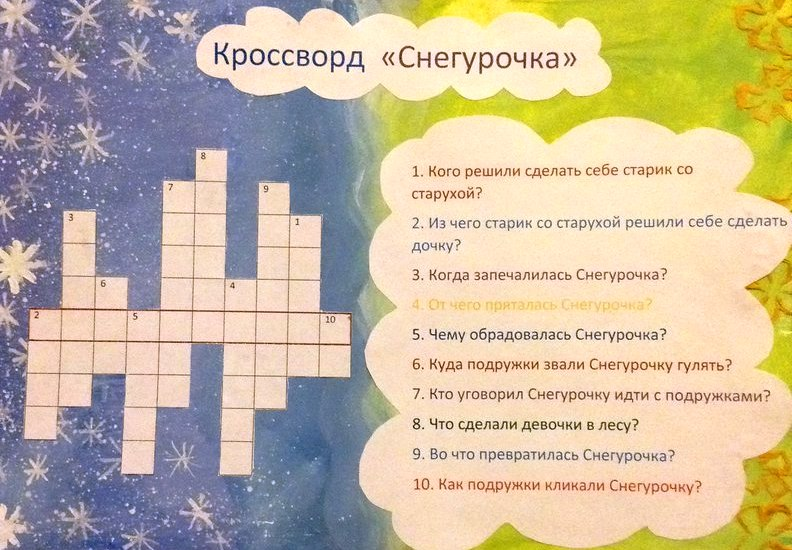 Кроссворд «Снегурочка»
8
7
9
3
1
6
4
2
5
10
1. Кого решили сделать себе старик со
старухой?
2. Из чего старик со старухой решили себе сделать
дочку?
3. Когда запечалилась Снегурочка?
4. От чего пряталась Снегурочка?
5. Чему обрадовалась Снегурочка?
6. Куда подружки звали Снегурочку гулять?
7. Кто уговорил Снегурочку идти с подружками?
8. Что сделали девочки в лесу?
9. Во что превратилась Снегурочка?
10. Как подружки кликали Снегурочку?